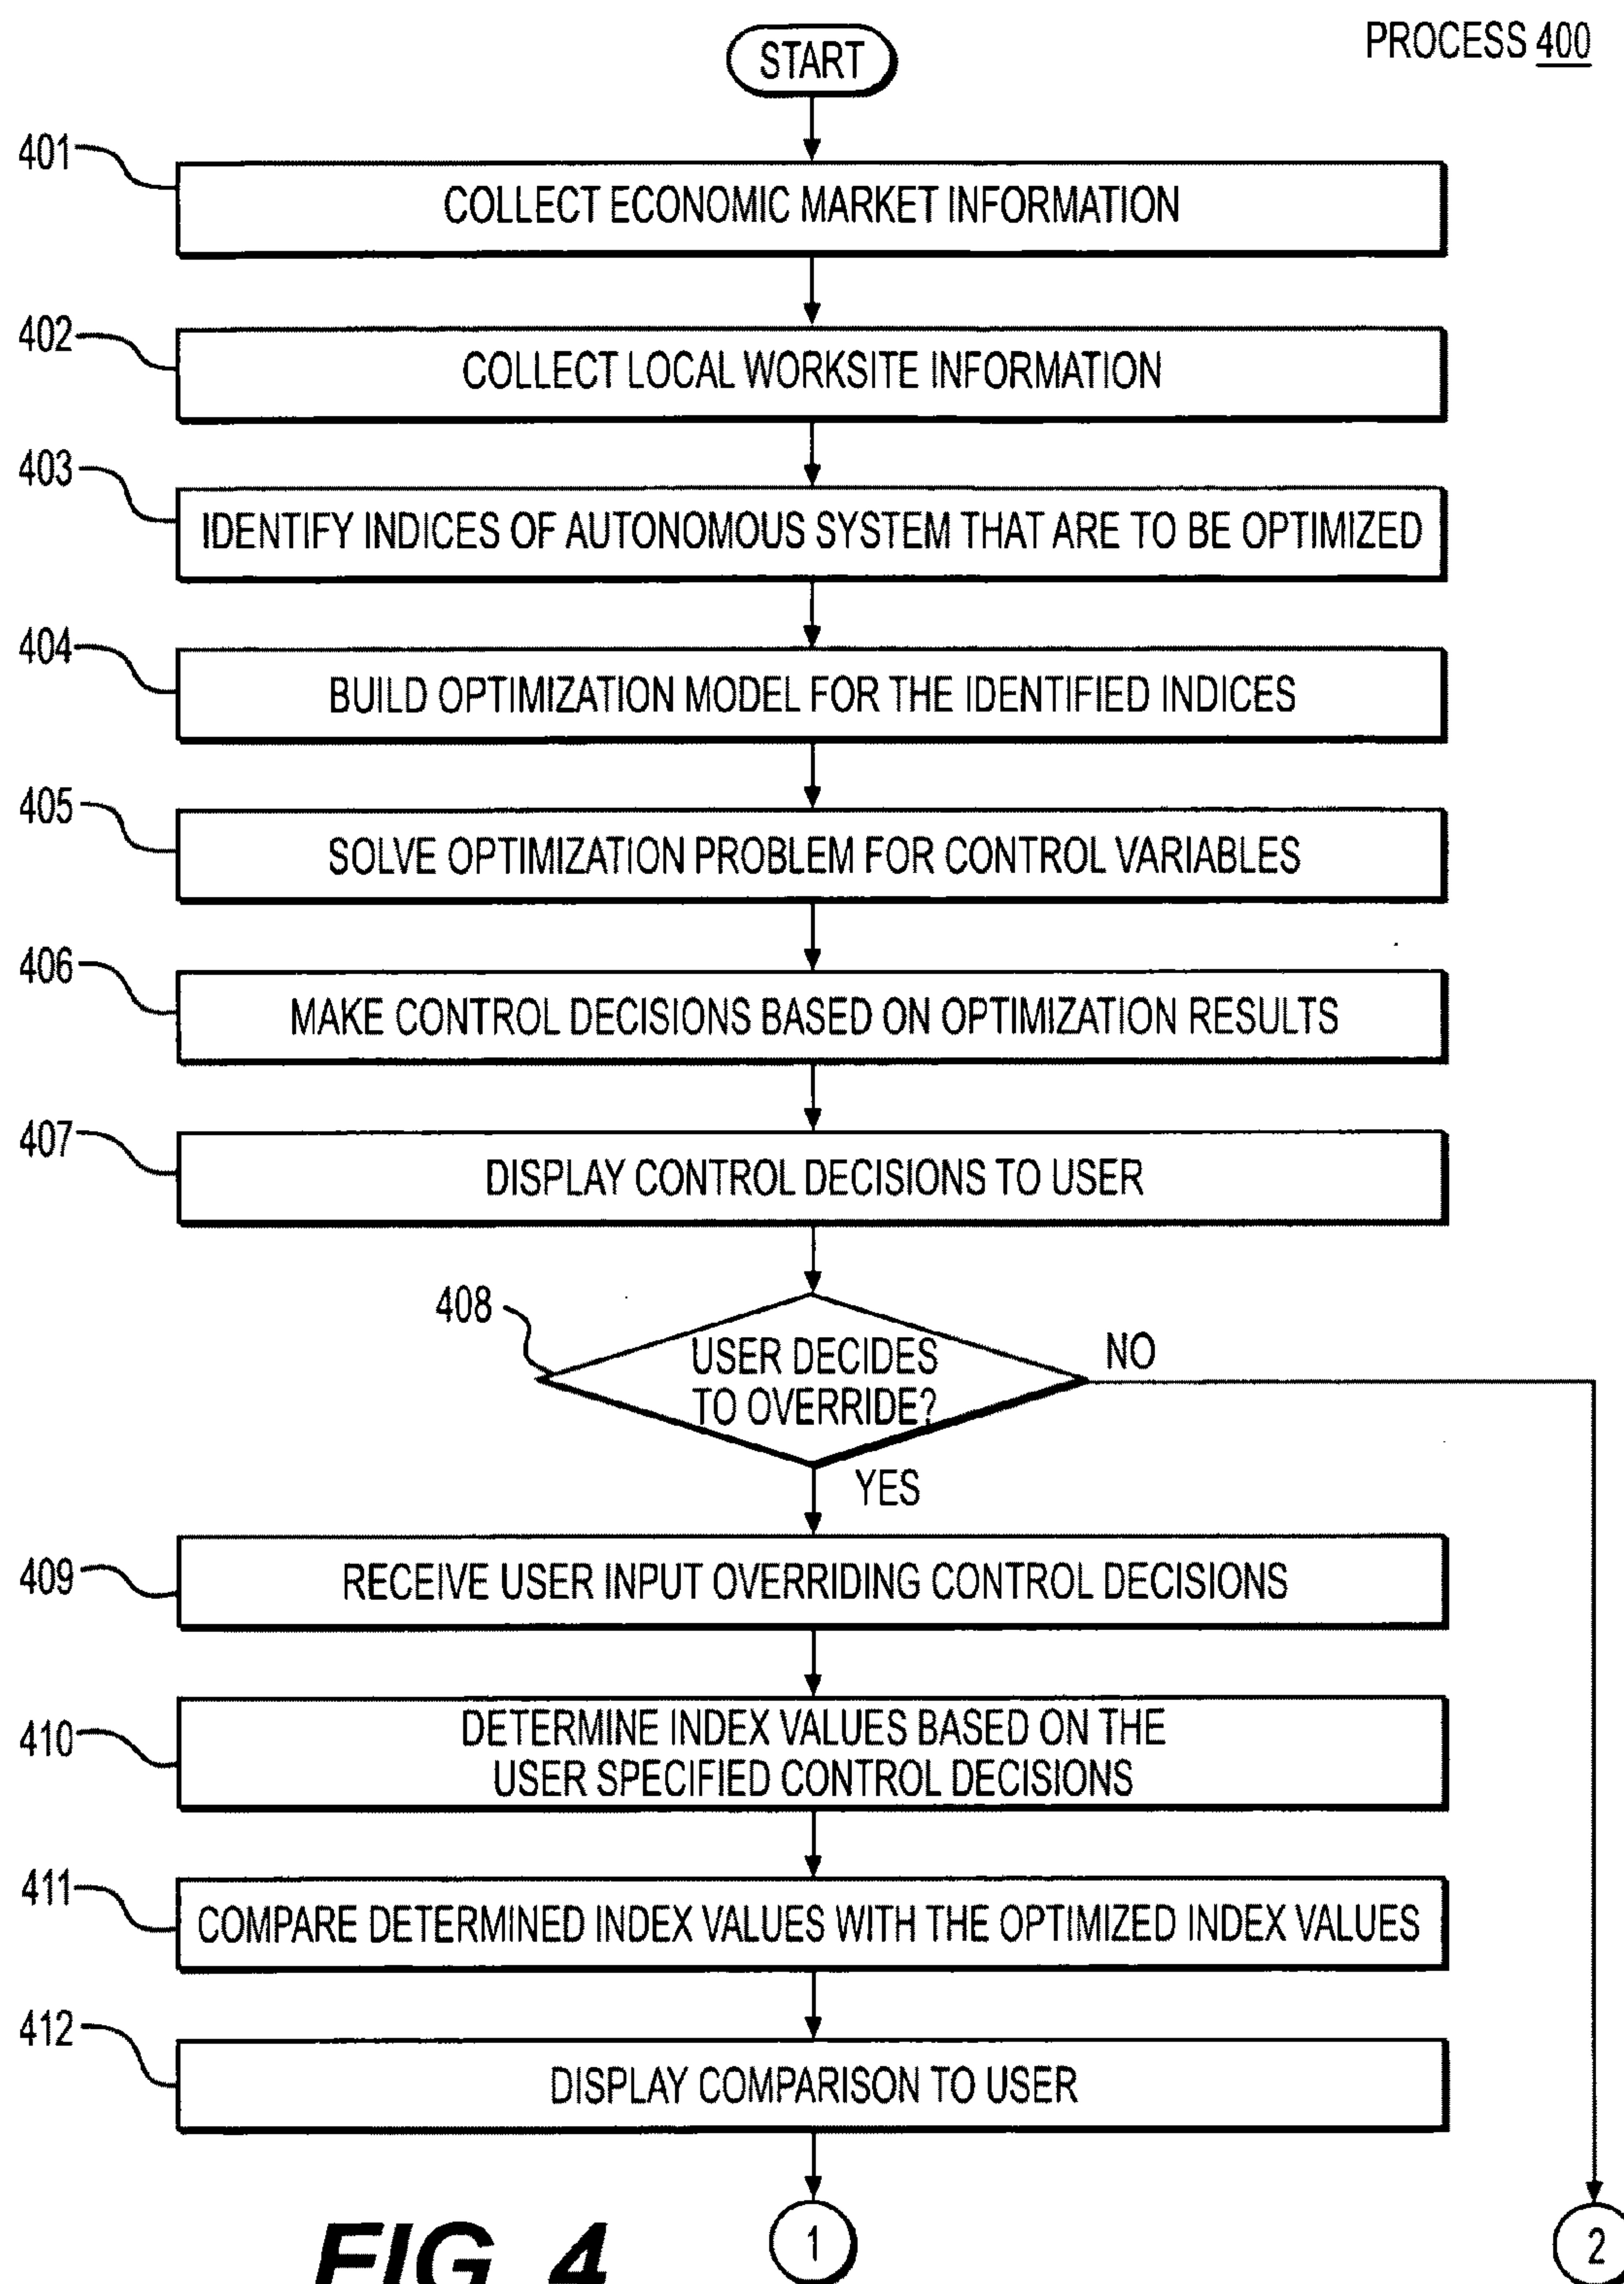 PROCESS 400
START
401
COLLECT ECONOMIC MARKET INFORMATION
402
COLLECT LOCAL WORKSITE INFORMATION
403
IDENTIFY INDICES OF AUTONOMOUS SYSTEM THAT ARE TO BE OPTIMIZED
404
BUILD OPTIMIZATION MODEL FOR THE IDENTIFIED INDICES
405
SOLVE OPTIMIZATION PROBLEM FOR CONTROL VARIABLES
406
MAKE CONTROL DECISIONS BASED ON OPTIMIZATION RESULTS
407
DISPLAY CONTROL DECISIONS TO USER
408
USER DECIDES
TO OVERRIDE?
NO
YES
409
RECEIVE USER INPUT OVERRIDING CONTROL DECISIONS
410
DETERMINE INDEX VALUES BASED ON THE
USER SPECIFIED CONTROL DECISIONS
411
COMPARE DETERMINED INDEX VALUES WITH THE OPTIMIZED INDEX VALUES
412
DISPLAY COMPARISON TO USER
1
2
FIG. 4